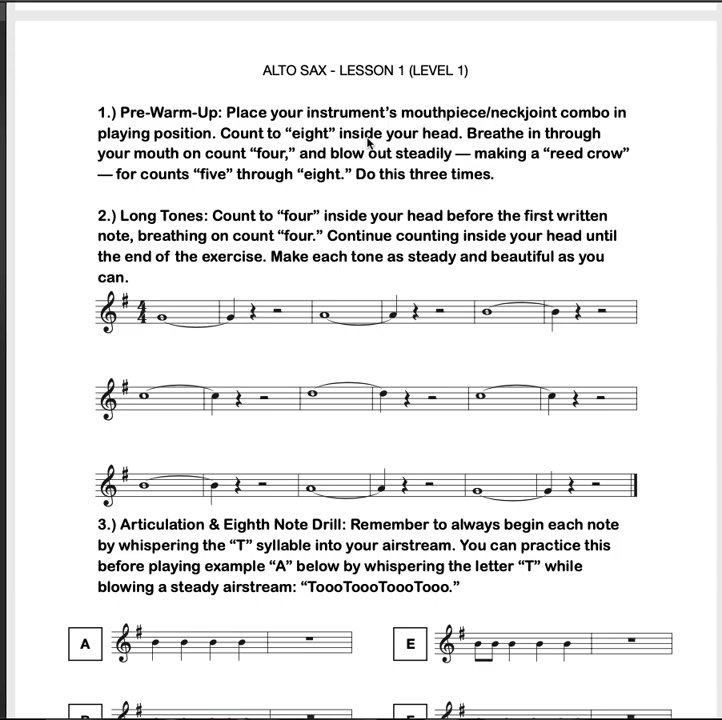 ALTO SAX - LESSON 1 (LEVEL 1)
1.) Pre-Warm-Up: Place your instrument’s mouthpiece/neckjoint combo in
playing position. Count to “eight” inside your head. Breathe in through
your mouth on count “four,” and blow out steadily — making a “reed crow”
— for counts “five” through “eight.” Do this three times.
2.) Long Tones: Count to “four” inside your head before the first written
note, breathing on count “four.” Continue counting inside your head until
the end of the exercise. Make each tone as steady and beautiful as you
can.
4
4
3.) Articulation & Eighth Note Drill: Remember to always begin each note
by whispering the “T” syllable into your airstream. You can practice this
before playing example “A” below by whispering the letter “T” while
blowing a steady airstream: “ToooToooToooTooo.”
A
E